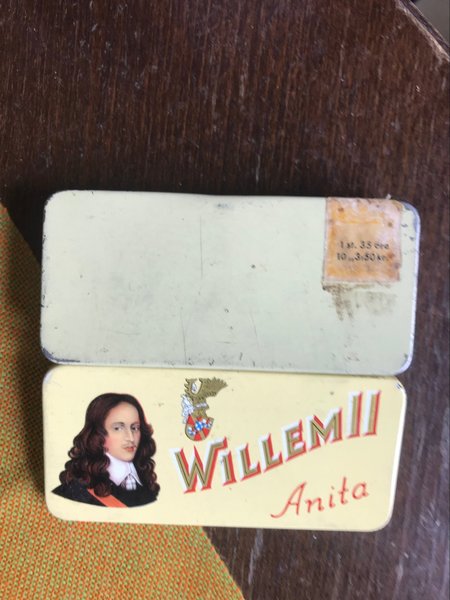 1 st. 35 öre
10 „ 3:50 kr.
WILLEM II
Anita